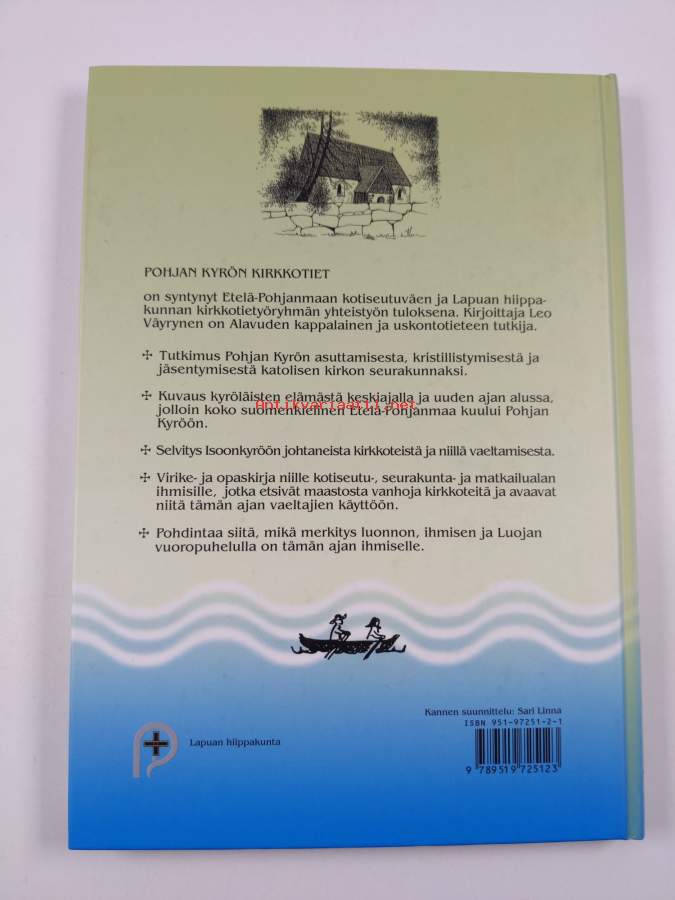 POHJAN KYRÖN KIRKKOTIET
on syntynyt Etelä-Pohjanmaan kotiseutuväen ja Lapuan hiippa-
kunnan kirkkotietyöryhmän yhteistyön tuloksena. Kirjoittaja Leo
Väyrynen on Alavuden kappalainen ja uskontotieteen tutkija.
Tutkimus Pohjan Kyrön asuttamisesta, kristillistymisestä ja
jäsentymisestä katolisen kirkon seurakunnaksi.
Kuvaus kyröläisten elämästä keskiajalla ja uuden ajan alussa,
Antikvariaatti.net
jolloin koko suomenkielinen Etelä-Pohjanmaa kuului Pohjan
Kyröön.
Selvitys Isoonkyröön johtaneista kirkkoteistä ja niillä vaeltamisesta.
Virike- ja opaskirja niille kotiseutu-, seurakunta- ja matkailualan
ihmisille, jotka etsivät maastosta vanhoja kirkkoteitä ja avaavat
niitä tämän ajan vaeltajien käyttöön.
Pohdintaa siitä, mikä merkitys luonnon, ihmisen ja Luojan
vuoropuhelulla on tämän ajan ihmiselle.
Kannen suunnittelu: Sari Linna
ISBN 951-97251-2-1
Lapuan hiippakunta
9 789519 725123